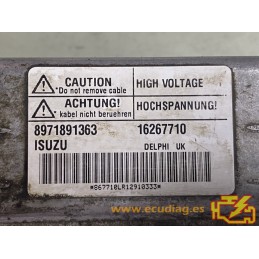 CAUTION HIGH VOLTAGE
"Do not remove cable"
ACHTUNG! HOCHSPANNUNG!
kabel nicht beruehren"
8971891363 16267710
ISUZU DELPHI UK
*867710LR12910333*
www.ecudiag.es